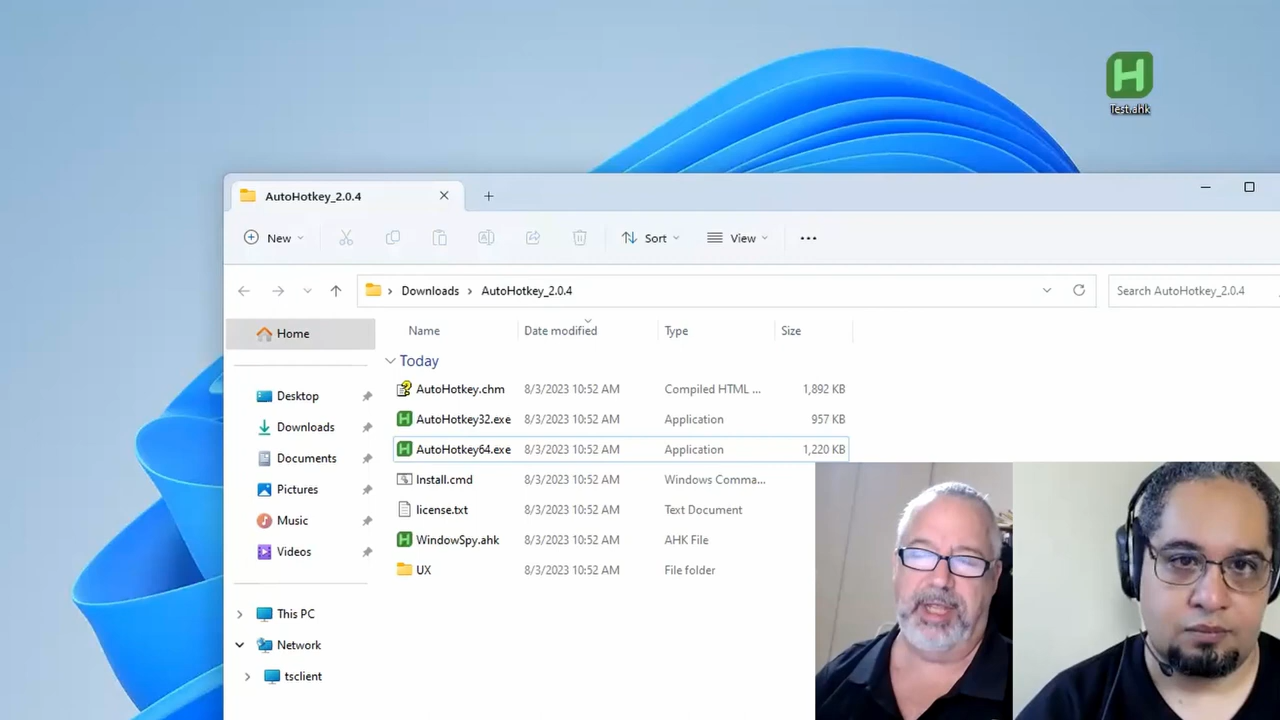 Test.ahk
AutoHotkey_2.0.4
New
Sort
View
Downloads
AutoHotkey_2.0.4
Search AutoHotkey_2.0.4
Home
Name
Date modified
Type
Size
Today
Desktop
AutoHotkey.chm
8/3/2023 10:52 AM
Compiled HTML ...
1,892 KB
Downloads
AutoHotkey32.exe
8/3/2023 10:52 AM
Application
957 KB
Documents
AutoHotkey64.exe
8/3/2023 10:52 AM
Application
1,220 KB
Pictures
Install.cmd
8/3/2023 10:52 AM
Windows Comma...
Music
license.txt
8/3/2023 10:52 AM
Text Document
Videos
WindowSpy.ahk
8/3/2023 10:52 AM
AHK File
UX
8/3/2023 10:52 AM
File folder
This PC
Network
tsclient